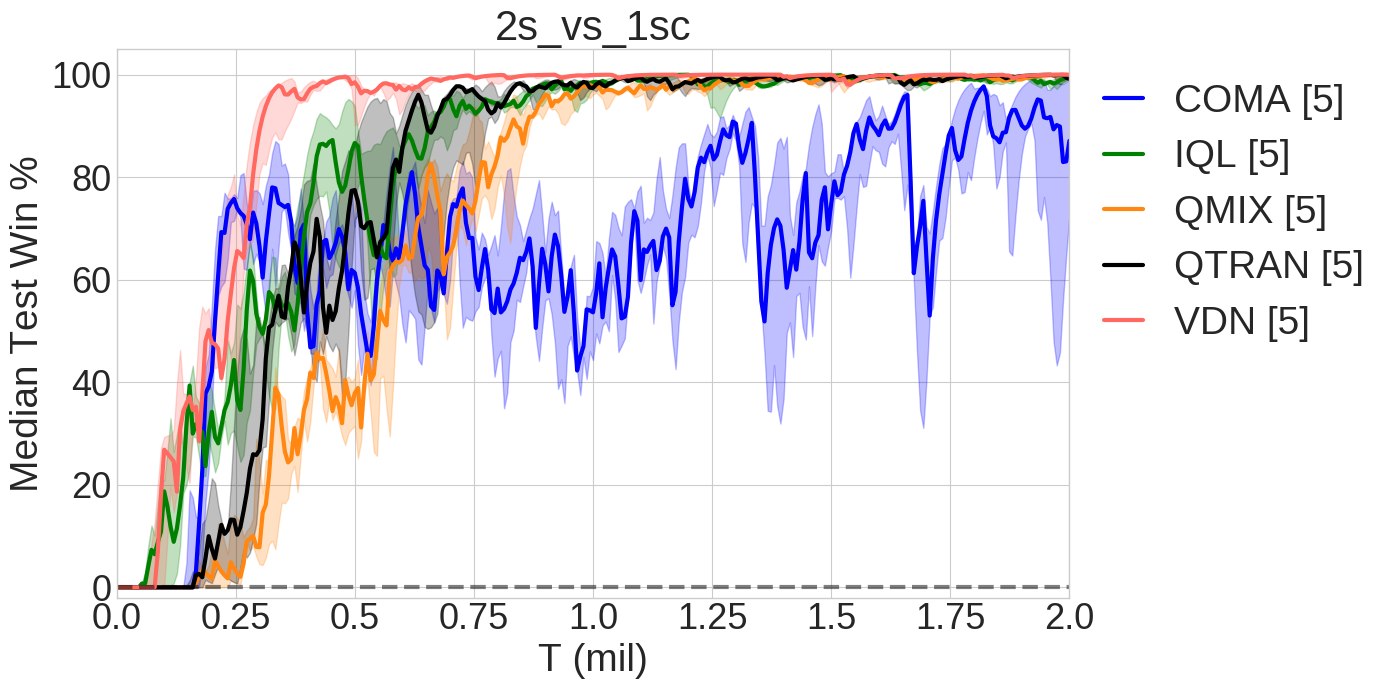 2s_vs_1sc
Median Test Win %
100
80
60
40
20
0
0.0 0.25 0.5 0.75 1.0 1.25 1.5 1.75 2.0
T (mil)
COMA [5]
IQL [5]
QMIX [5]
QTRAN [5]
VDN [5]